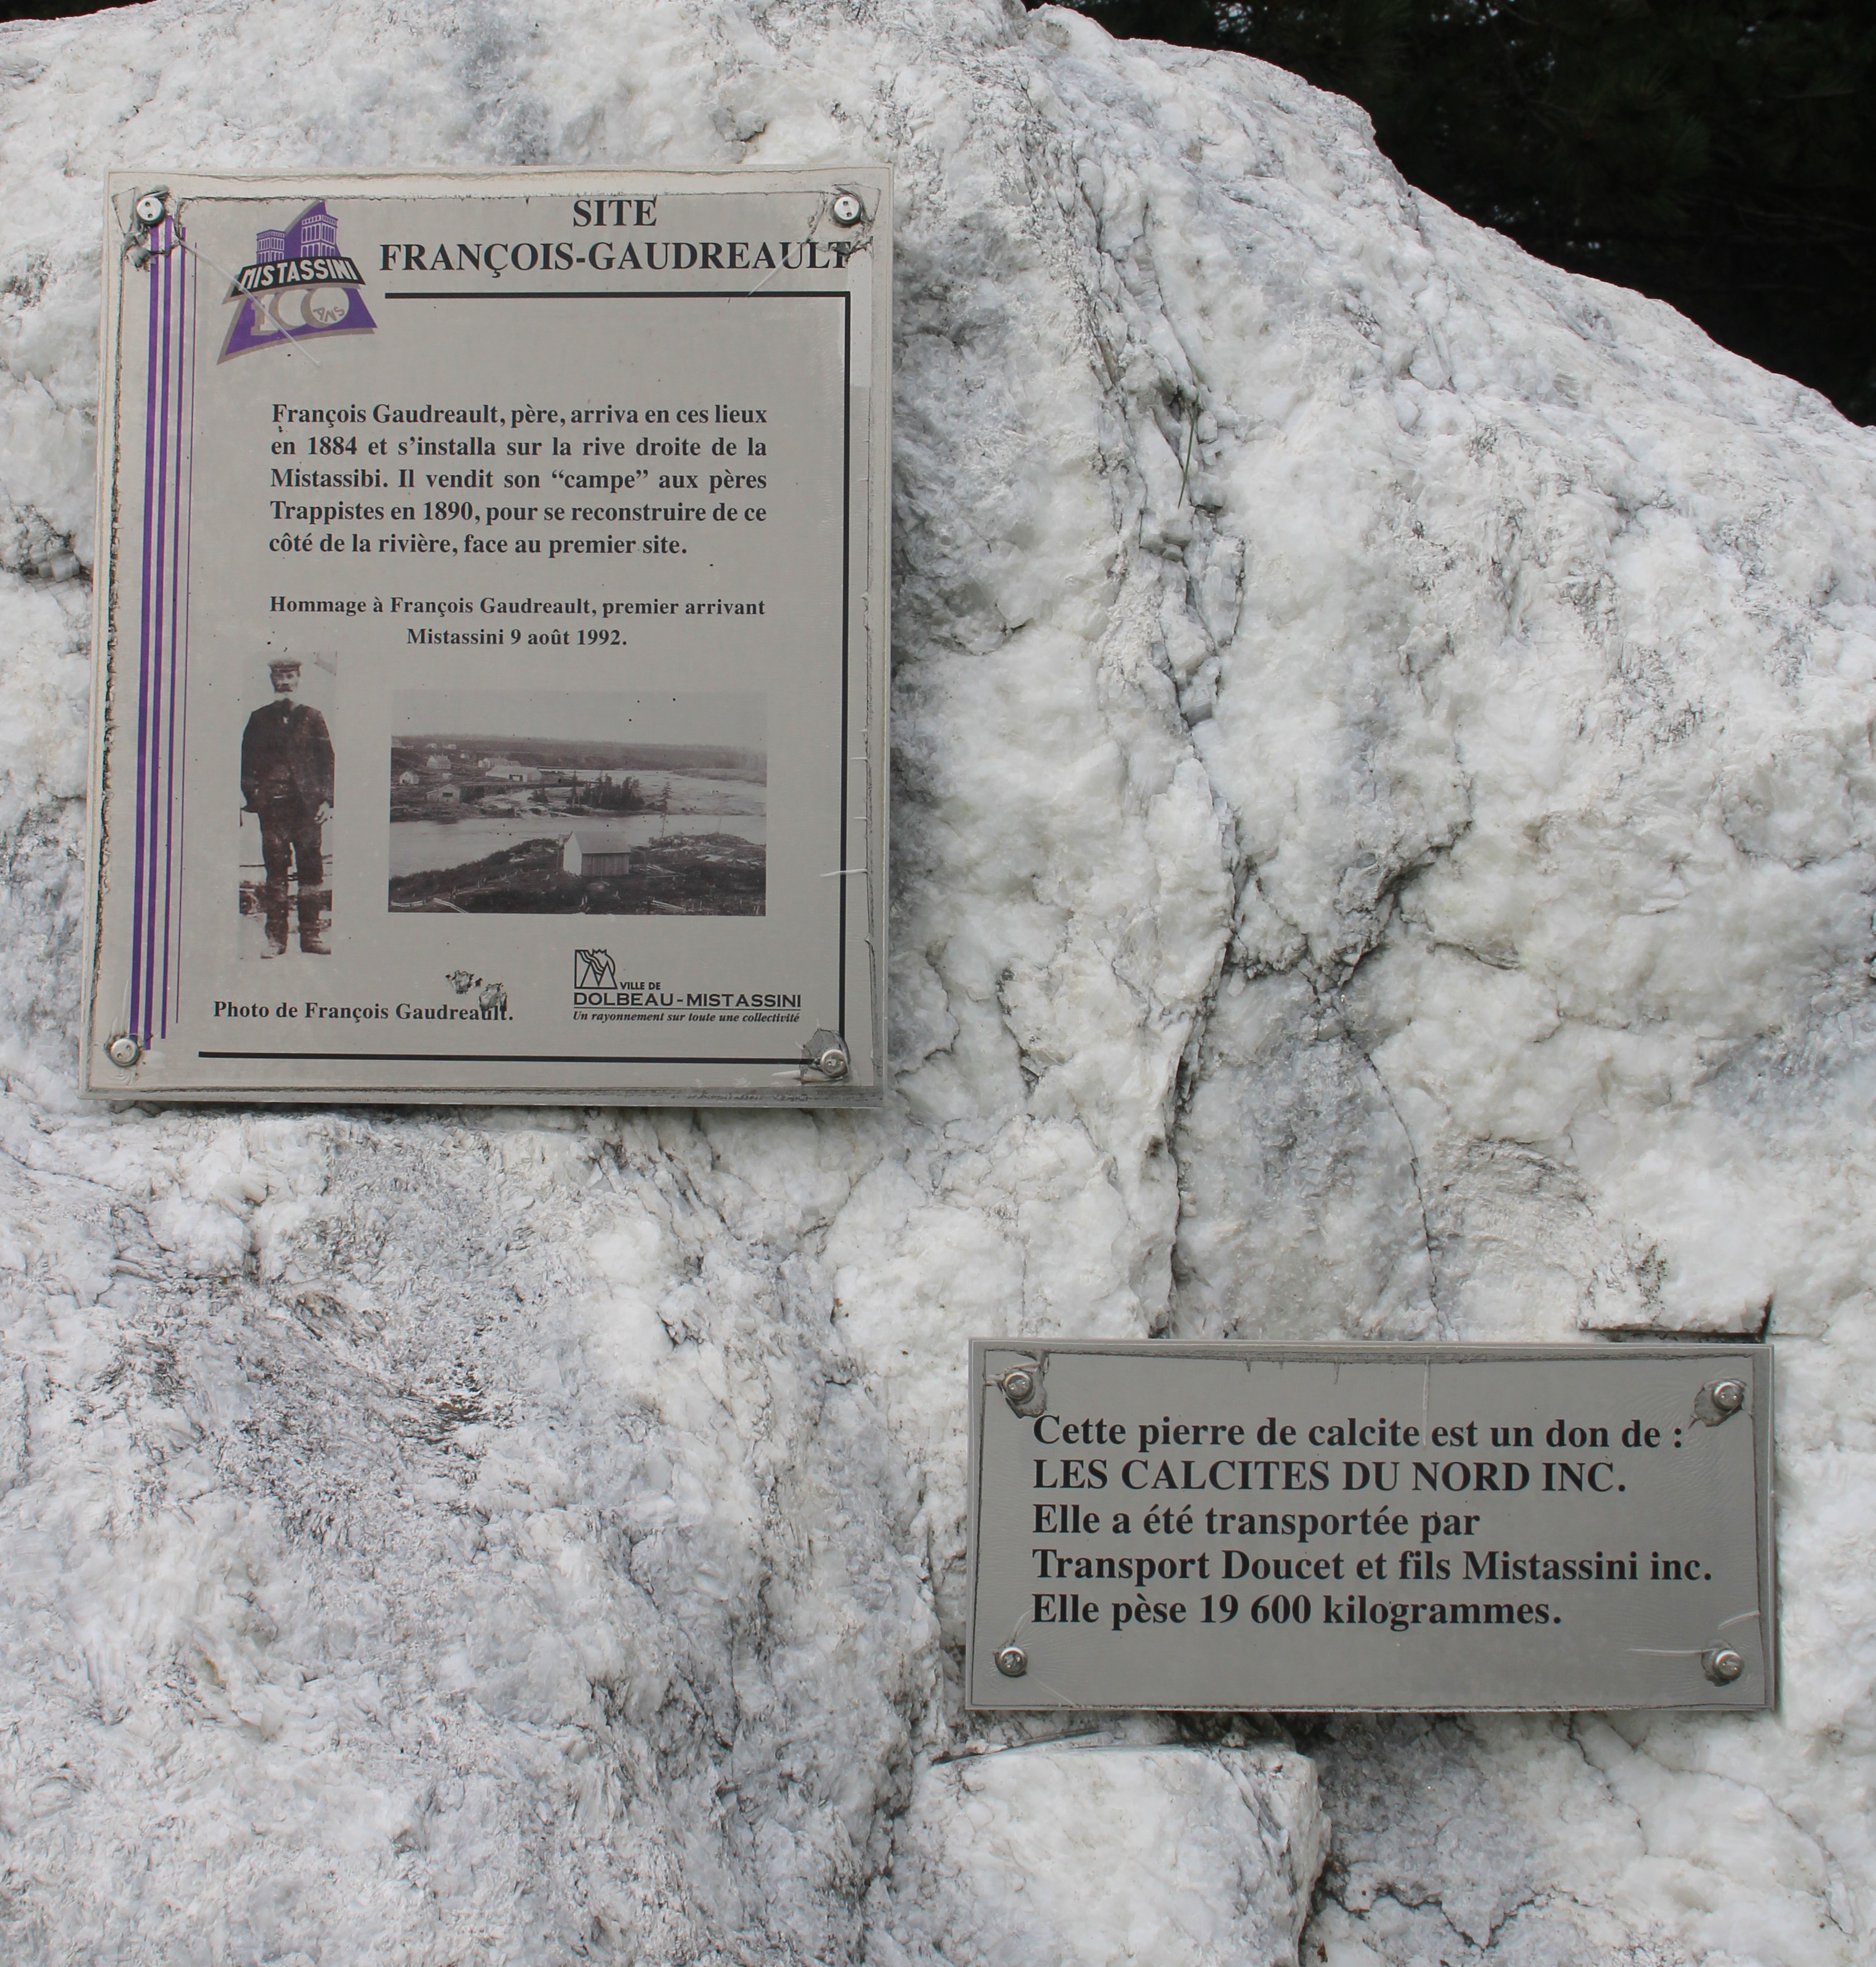 SITE
FRANÇOIS-GAUDREAULT
MISTASSINI
100 ANS
François Gaudreault, père, arriva en ces lieux
en 1884 et s’installa sur la rive droite de la
Mistassibi. Il vendit son “campe” aux pères
Trappistes en 1890, pour se reconstruire de ce
côté de la rivière, face au premier site.
Hommage à François Gaudreault, premier arrivant
Mistassini 9 août 1992.
Photo de François Gaudreault.
VILLE DE
DOLBEAU-MISTASSINI
Un rayonnement sur toute une collectivité
Cette pierre de calcite est un don de :
LES CALCITES DU NORD INC.
Elle a été transportée par
Transport Doucet et fils Mistassini inc.
Elle pèse 19 600 kilogrammes.